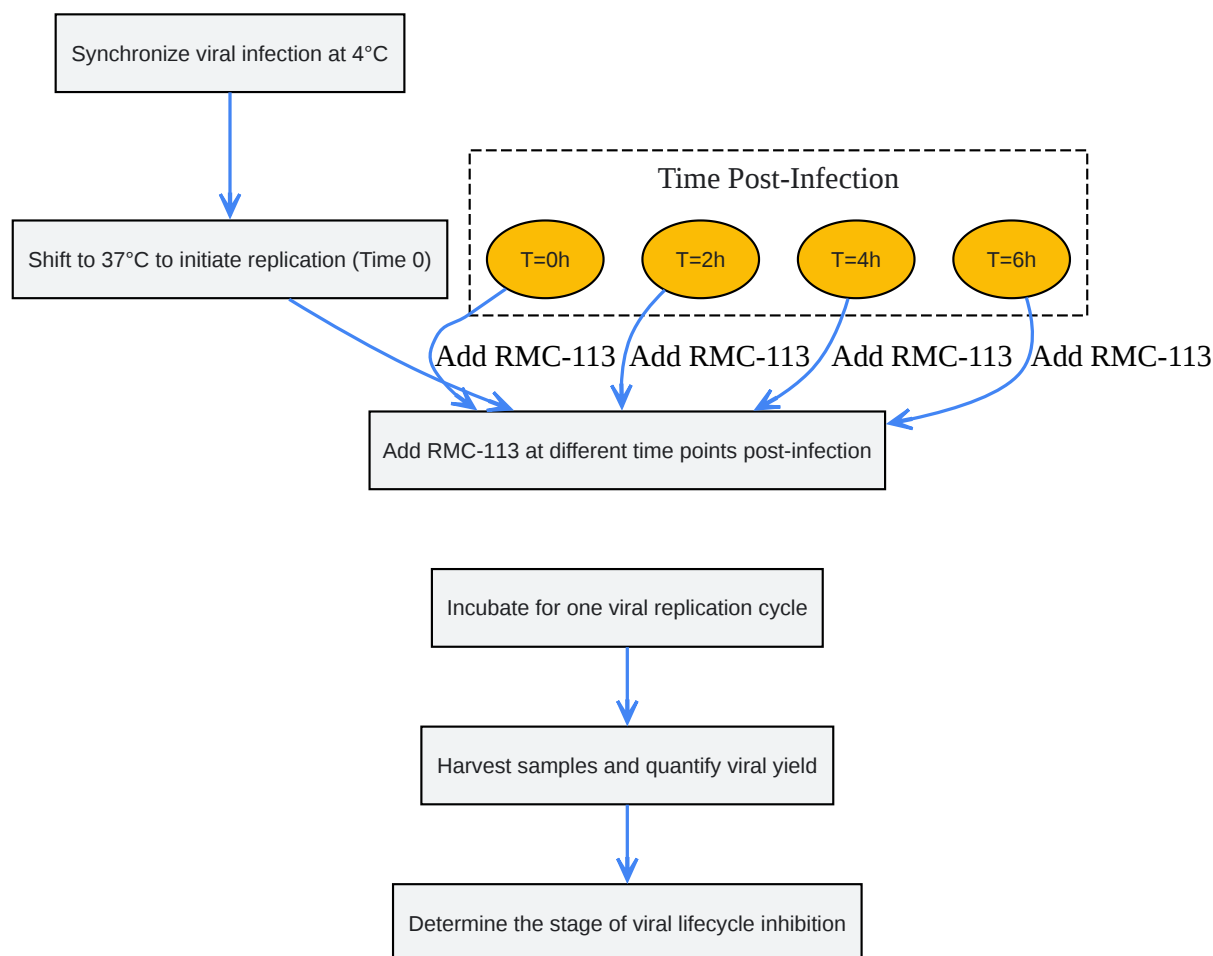 Synchronize viral infection at 4°C
Time Post-Infection
Shift to 37°C to initiate replication (Time 0)
T=0h
T=2h
T=4h
T=6h
Add RMC-113
Add RMC-113
Add RMC-113
Add RMC-113
Add RMC-113 at different time points post-infection
Incubate for one viral replication cycle
Harvest samples and quantify viral yield
Determine the stage of viral lifecycle inhibition